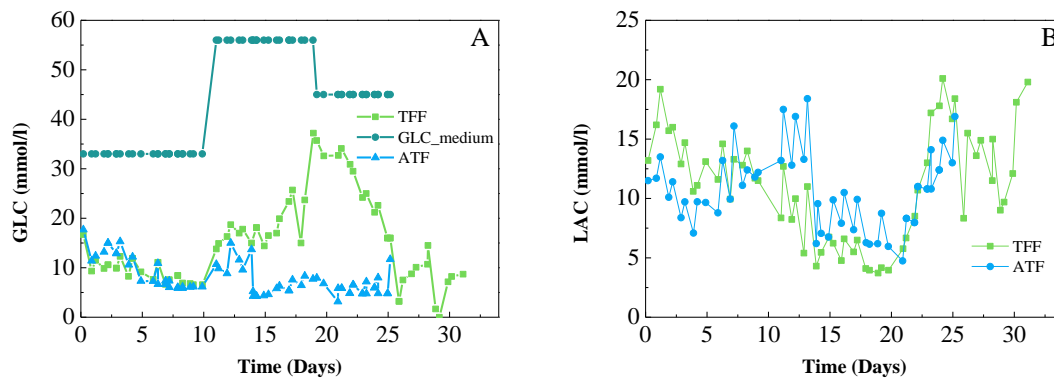 A
60
50
40
30
20
10
0
GLC (mmol/l)
TFF
GLC_medium
ATF
0 5 10 15 20 25 30
Time (Days)
B
25
20
15
10
5
0
LAC (mmol/l)
TFF
ATF
0 5 10 15 20 25 30
Time (Days)